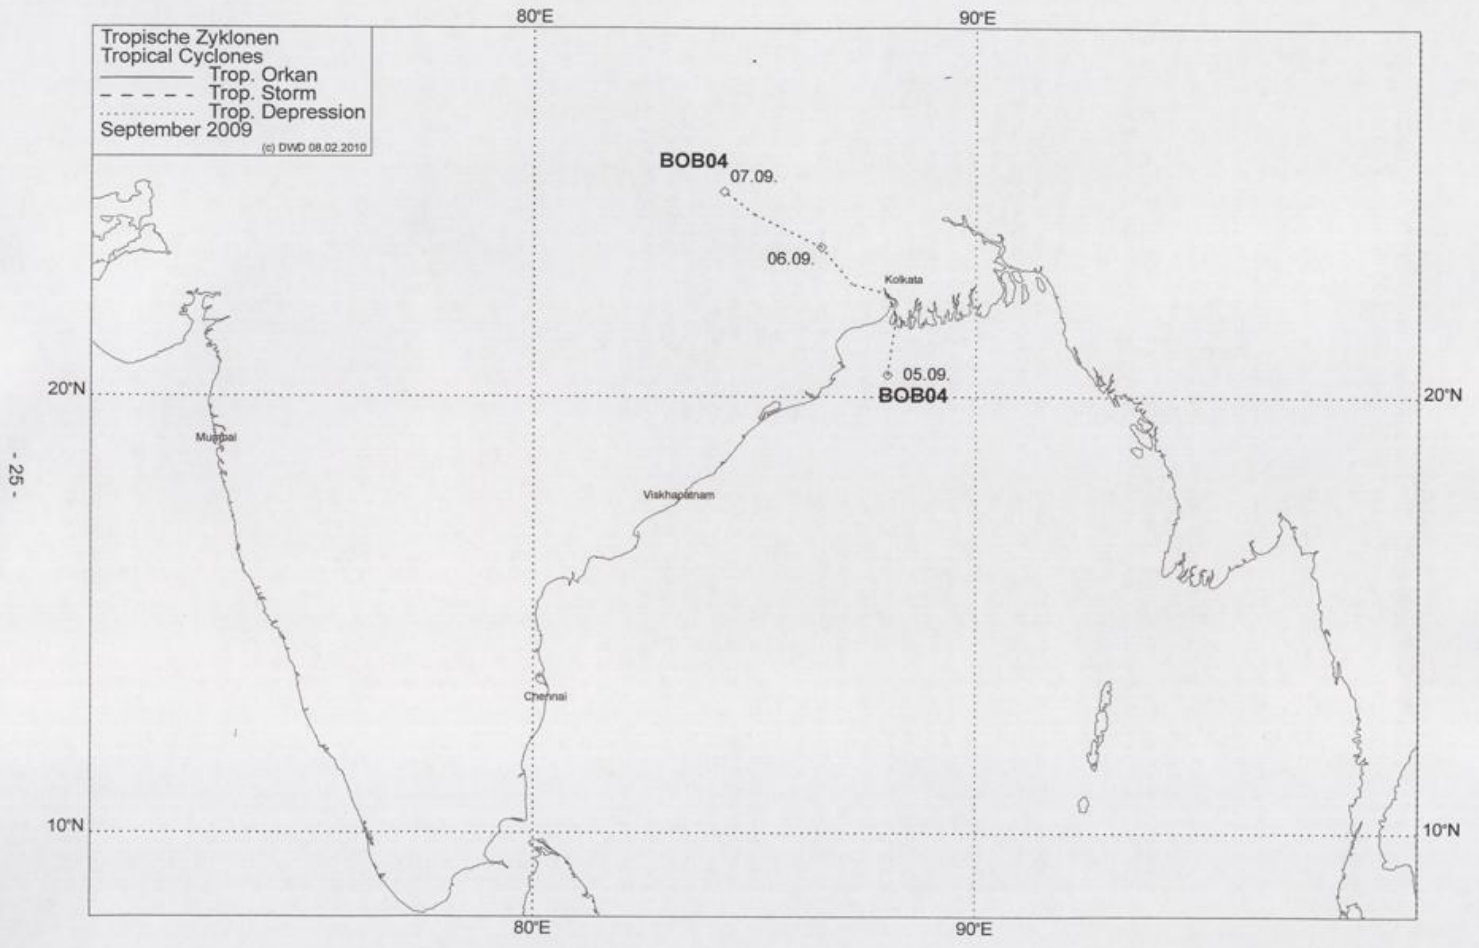 80°E
90°E
Tropische Zyklonen
Tropical Cyclones
Trop. Orkan
Trop. Storm
Trop. Depression
September 2009
(c) DWD 08.02.2010
BOB04
07.09.
06.09.
Kolkata
20°N
05.09.
BOB04
20°N
Mumbai
- 25 -
Viskhapatnam
Chennai
10°N
10°N
80°E
90°E